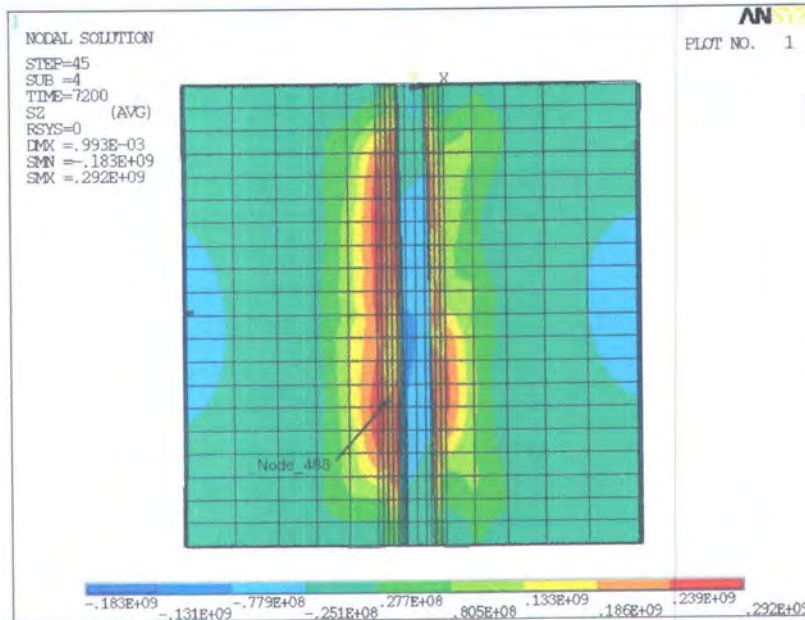 1
ANSYS
NODAL SOLUTION
PLOT NO. 1
STEP=45
SUB =4
TIME=7200
SZ (AVG)
RSYS=0
DMX =.993E-03
SMN =-.183E+09
SMX =.292E+09
X
Node_488
-.183E+09 -.779E+08 .277E+08 .133E+09 .239E+09
-.131E+09 -.251E+08 .805E+08 .186E+09 .292E+09